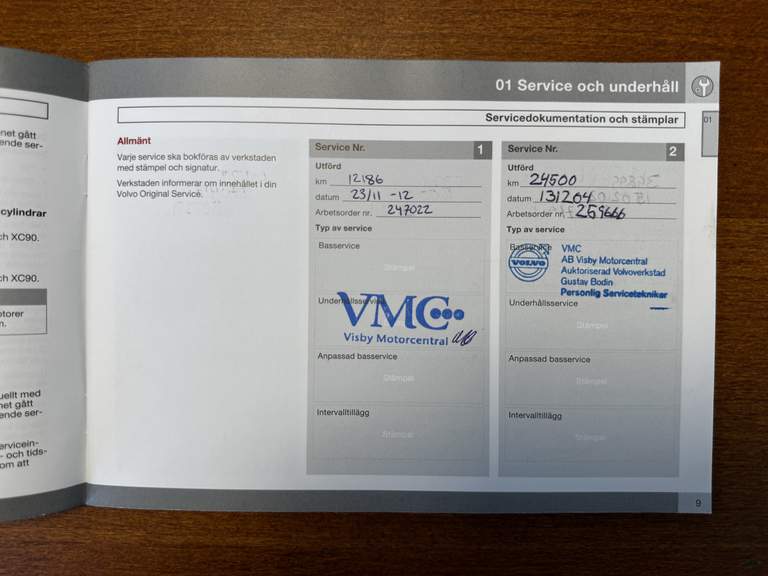 01 Service och underhåll
Servicedokumentation och stämplar
01
Allmänt
Varje service ska bokföras av verkstaden
med stämpel och signatur.
Verkstaden informerar om innehållet i din
Volvo Original Service.
Service Nr. 1
Utförd
km 12186
datum 23/11 -12
Arbetsorder nr. 247022
Typ av service
Basservice
Stämpel
Underhållsservice
VMC
Visby Motorcentral
Anpassad basservice
Stämpel
Intervalltillägg
Stämpel
Service Nr. 2
Utförd
km 24500
datum 131204
Arbetsorder nr. 259666
Typ av service
Basservice
VOLVO
VMC
AB Visby Motorcentral
Auktoriserad Volvoverkstad
Gustav Bodin
Personlig Servicetekniker
Underhållsservice
Stämpel
Anpassad basservice
Stämpel
Intervalltillägg
Stämpel
9
net gått
ende ser-
cylindrar
ch XC90.
ch XC90.
otorer
n.
uellt med
net gått
ende ser-
ervicein-
- och tids-
om att